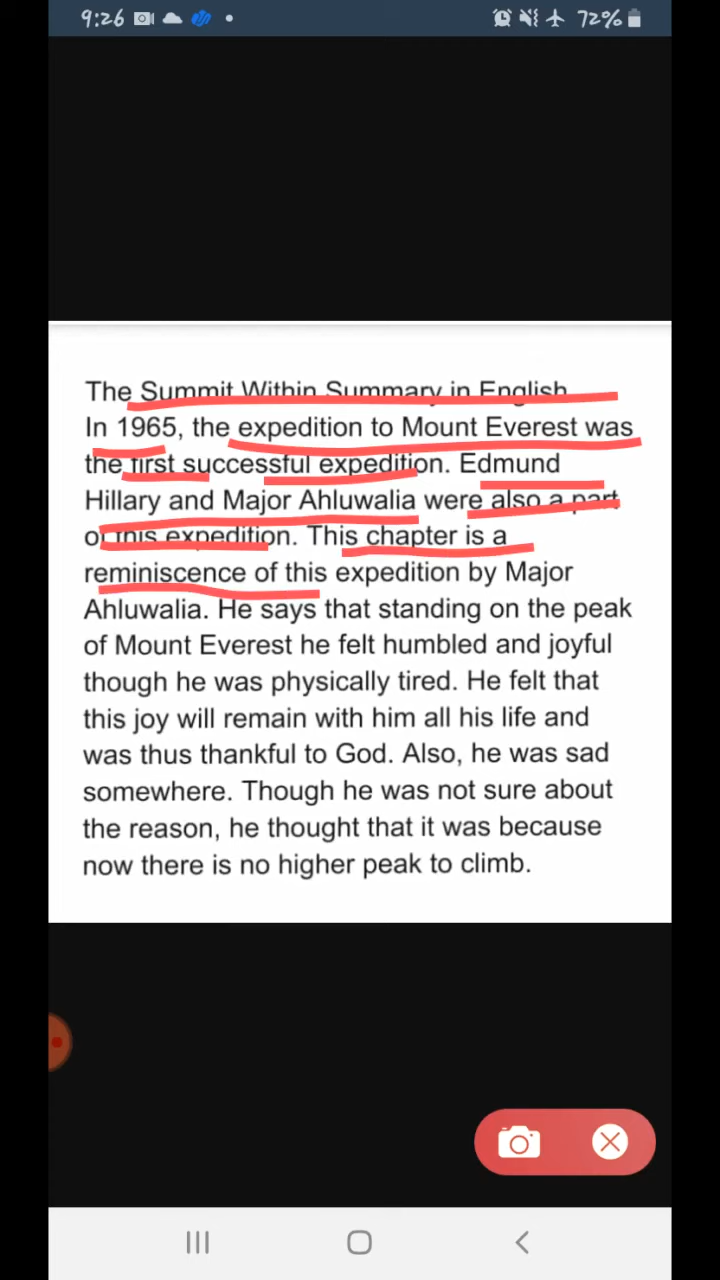 9:26
72%
The Summit Within Summary in English
In 1965, the expedition to Mount Everest was
the first successful expedition. Edmund
Hillary and Major Ahluwalia were also a part
of this expedition. This chapter is a
reminiscence of this expedition by Major
Ahluwalia. He says that standing on the peak
of Mount Everest he felt humbled and joyful
though he was physically tired. He felt that
this joy will remain with him all his life and
was thus thankful to God. Also, he was sad
somewhere. Though he was not sure about
the reason, he thought that it was because
now there is no higher peak to climb.